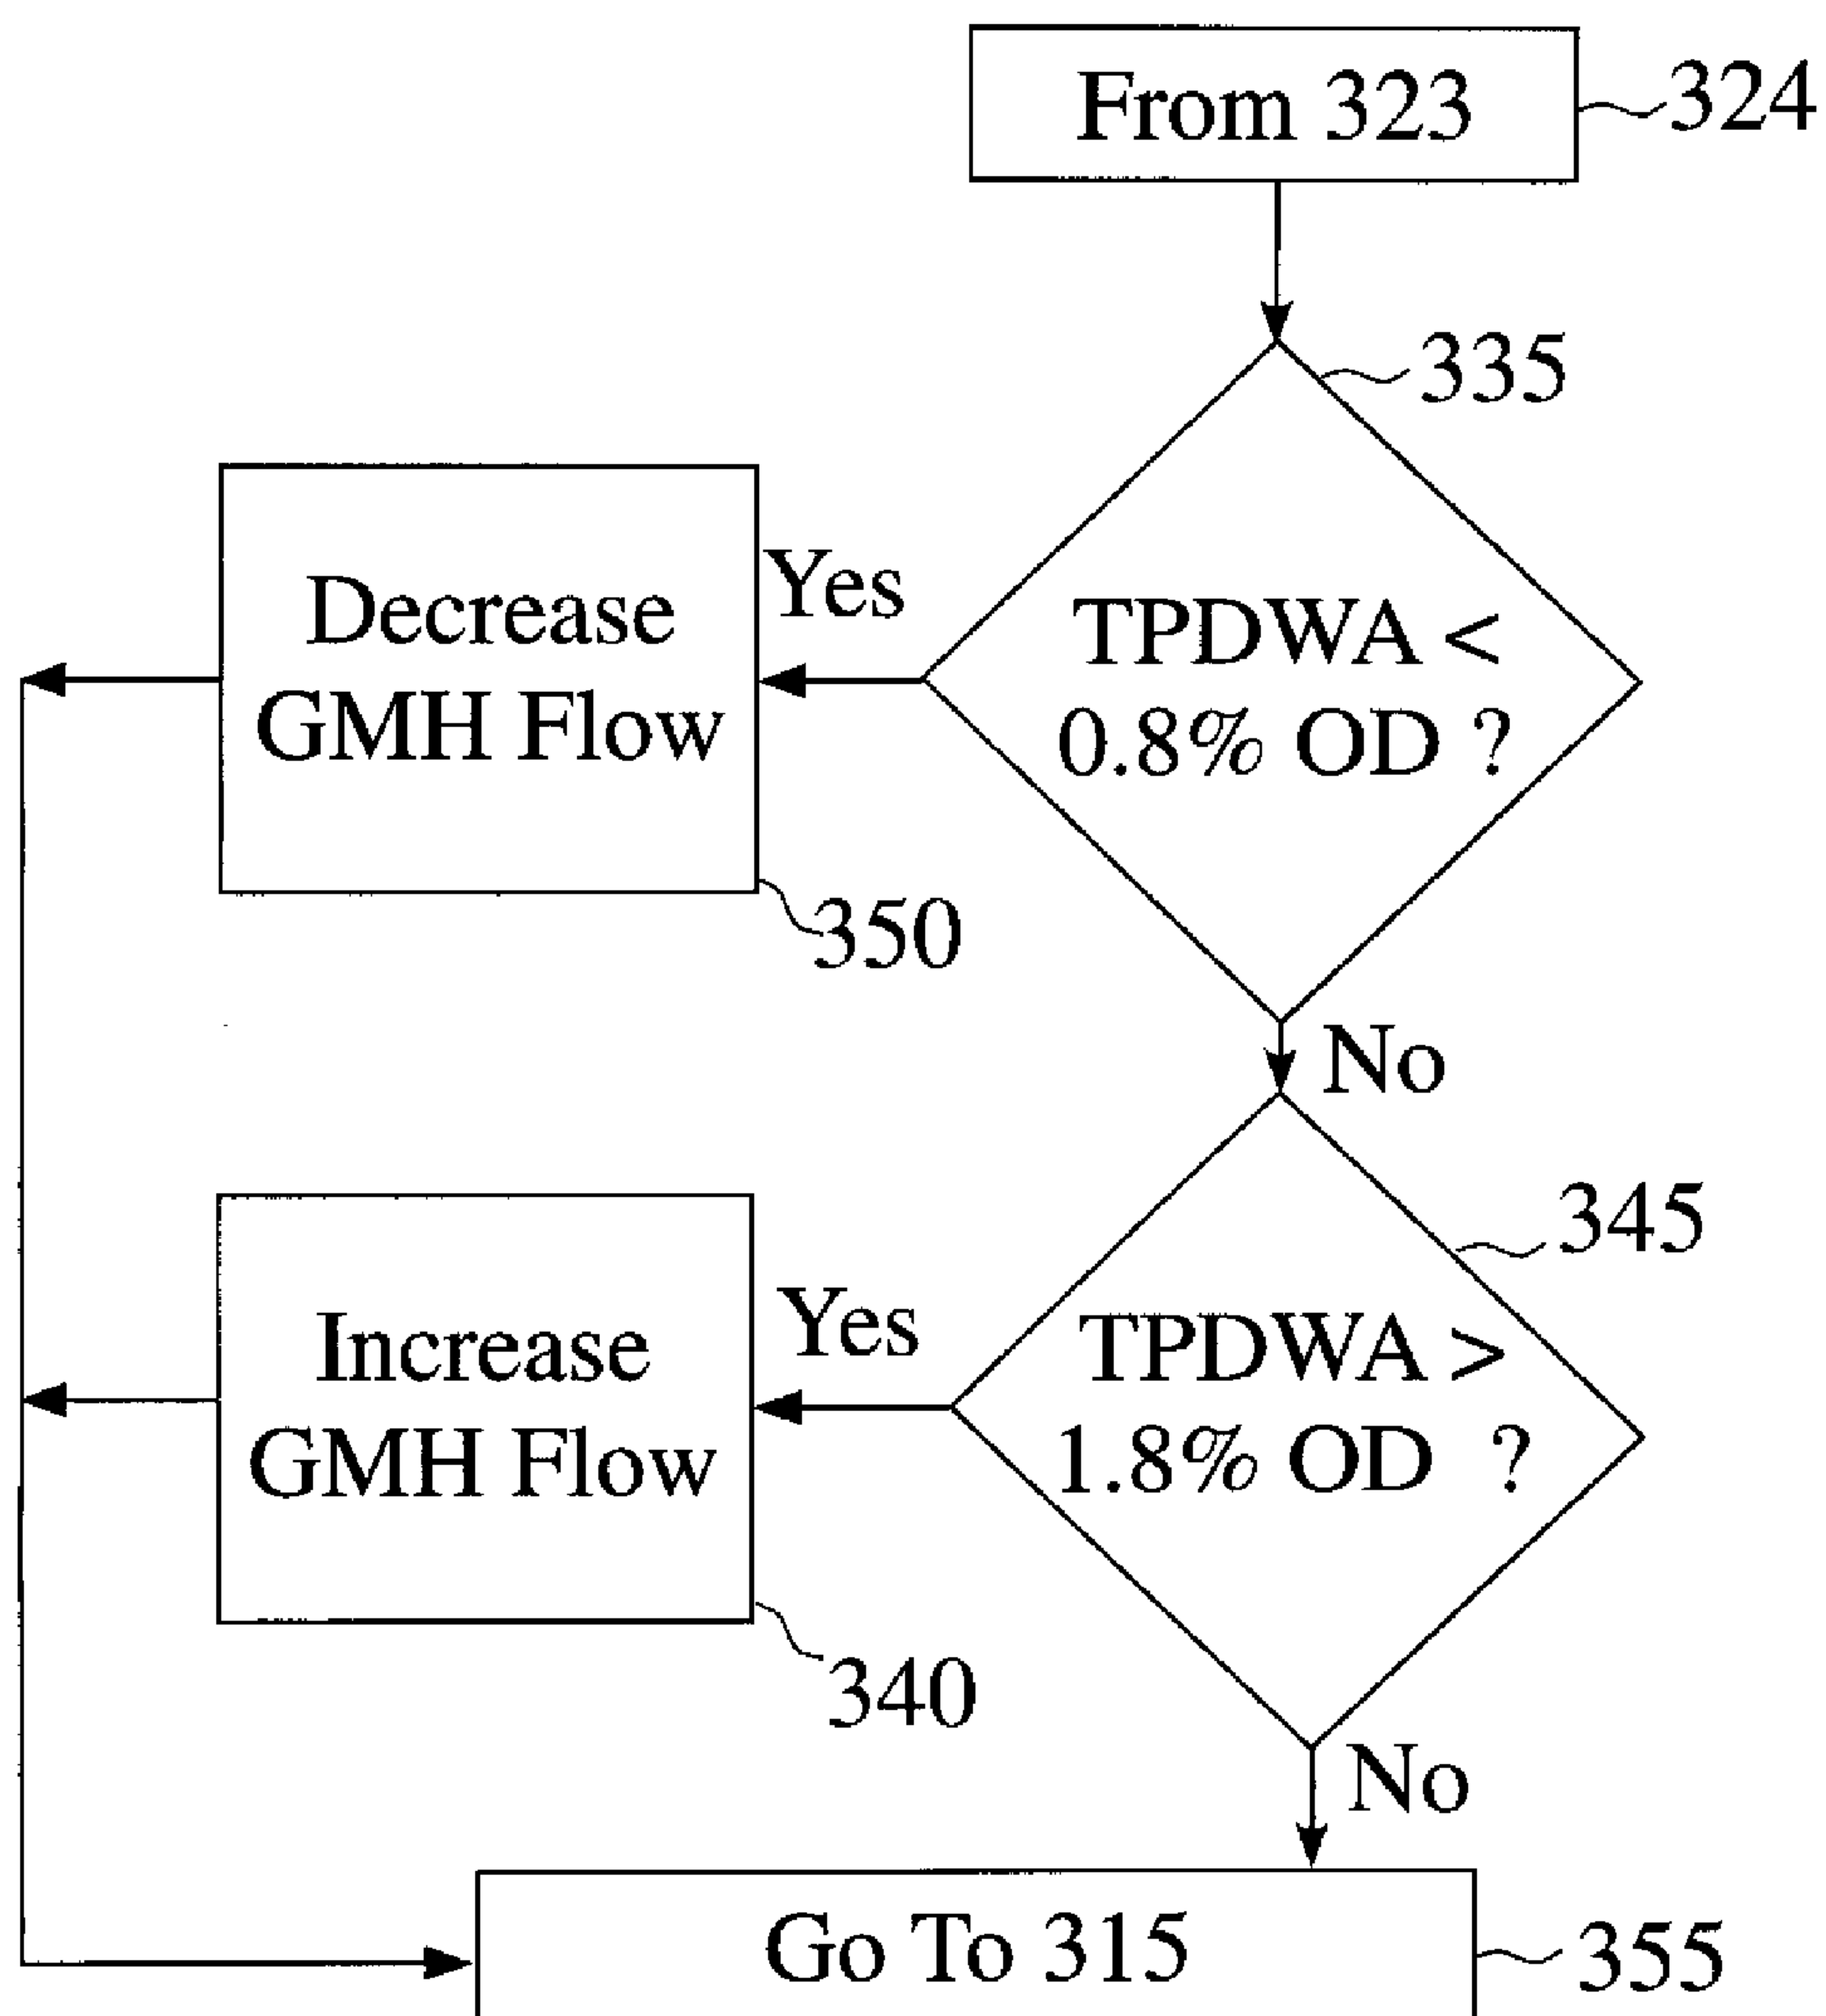 From 323
324
335
TPDWA <
0.8% OD ?
Yes
Decrease
GMH Flow
350
No
345
TPDWA >
1.8% OD ?
Yes
Increase
GMH Flow
340
No
Go To 315
355